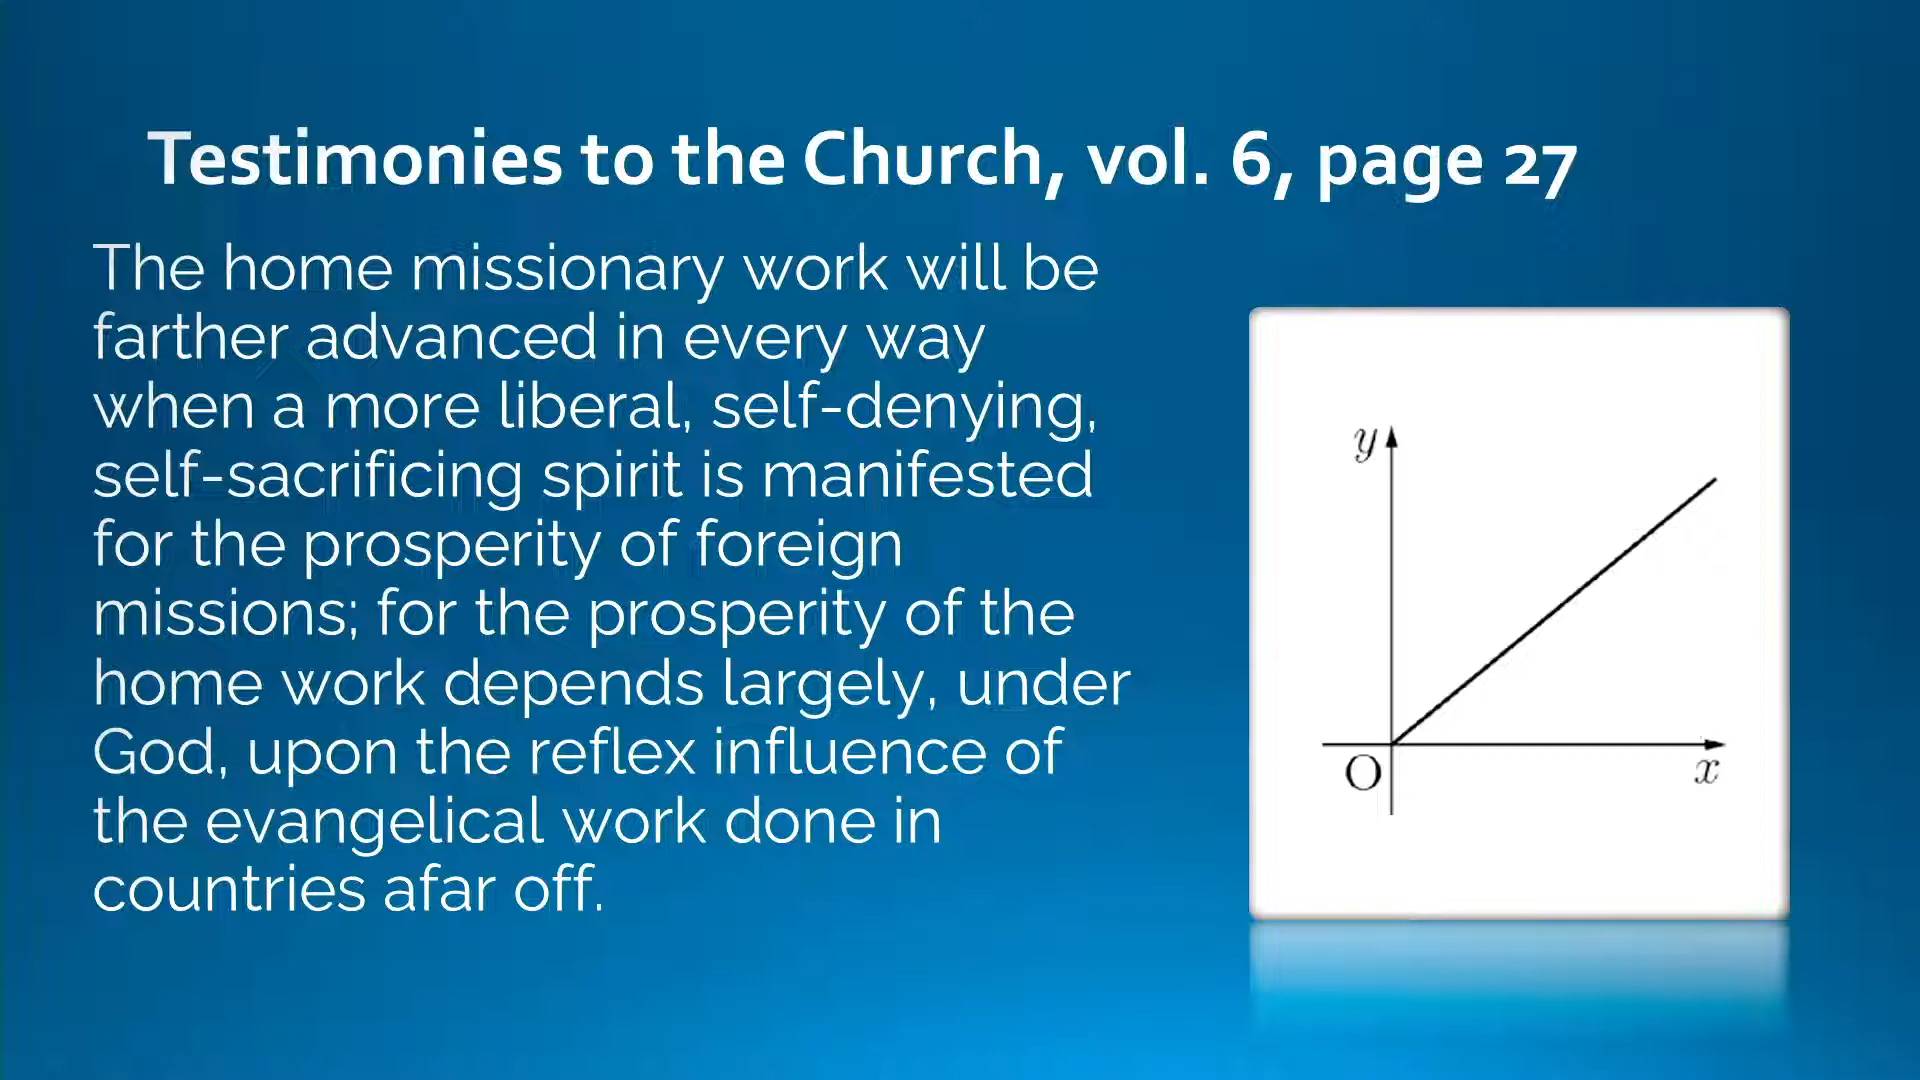 Testimonies to the Church, vol. 6, page 27
The home missionary work will be
farther advanced in every way
when a more liberal, self-denying,
self-sacrificing spirit is manifested
for the prosperity of foreign
missions; for the prosperity of the
home work depends largely, under
God, upon the reflex influence of
the evangelical work done in
countries afar off.
y
O
x